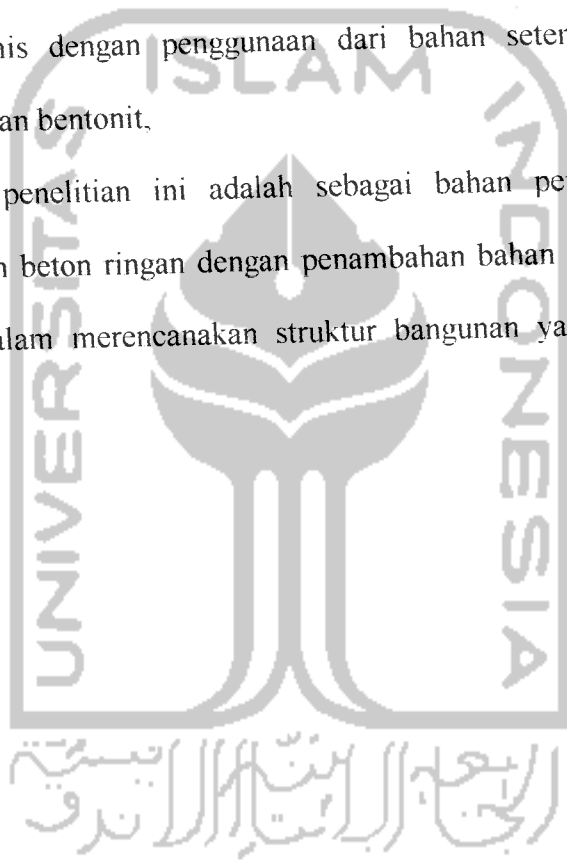 nis dengan penggunaan dari bahan seter
an bentonit,
penelitian ini adalah sebagai bahan pe
n beton ringan dengan penambahan bahan
alam merencanakan struktur bangunan ya
UNIVERSITAS
ISLAM
INDONESIA